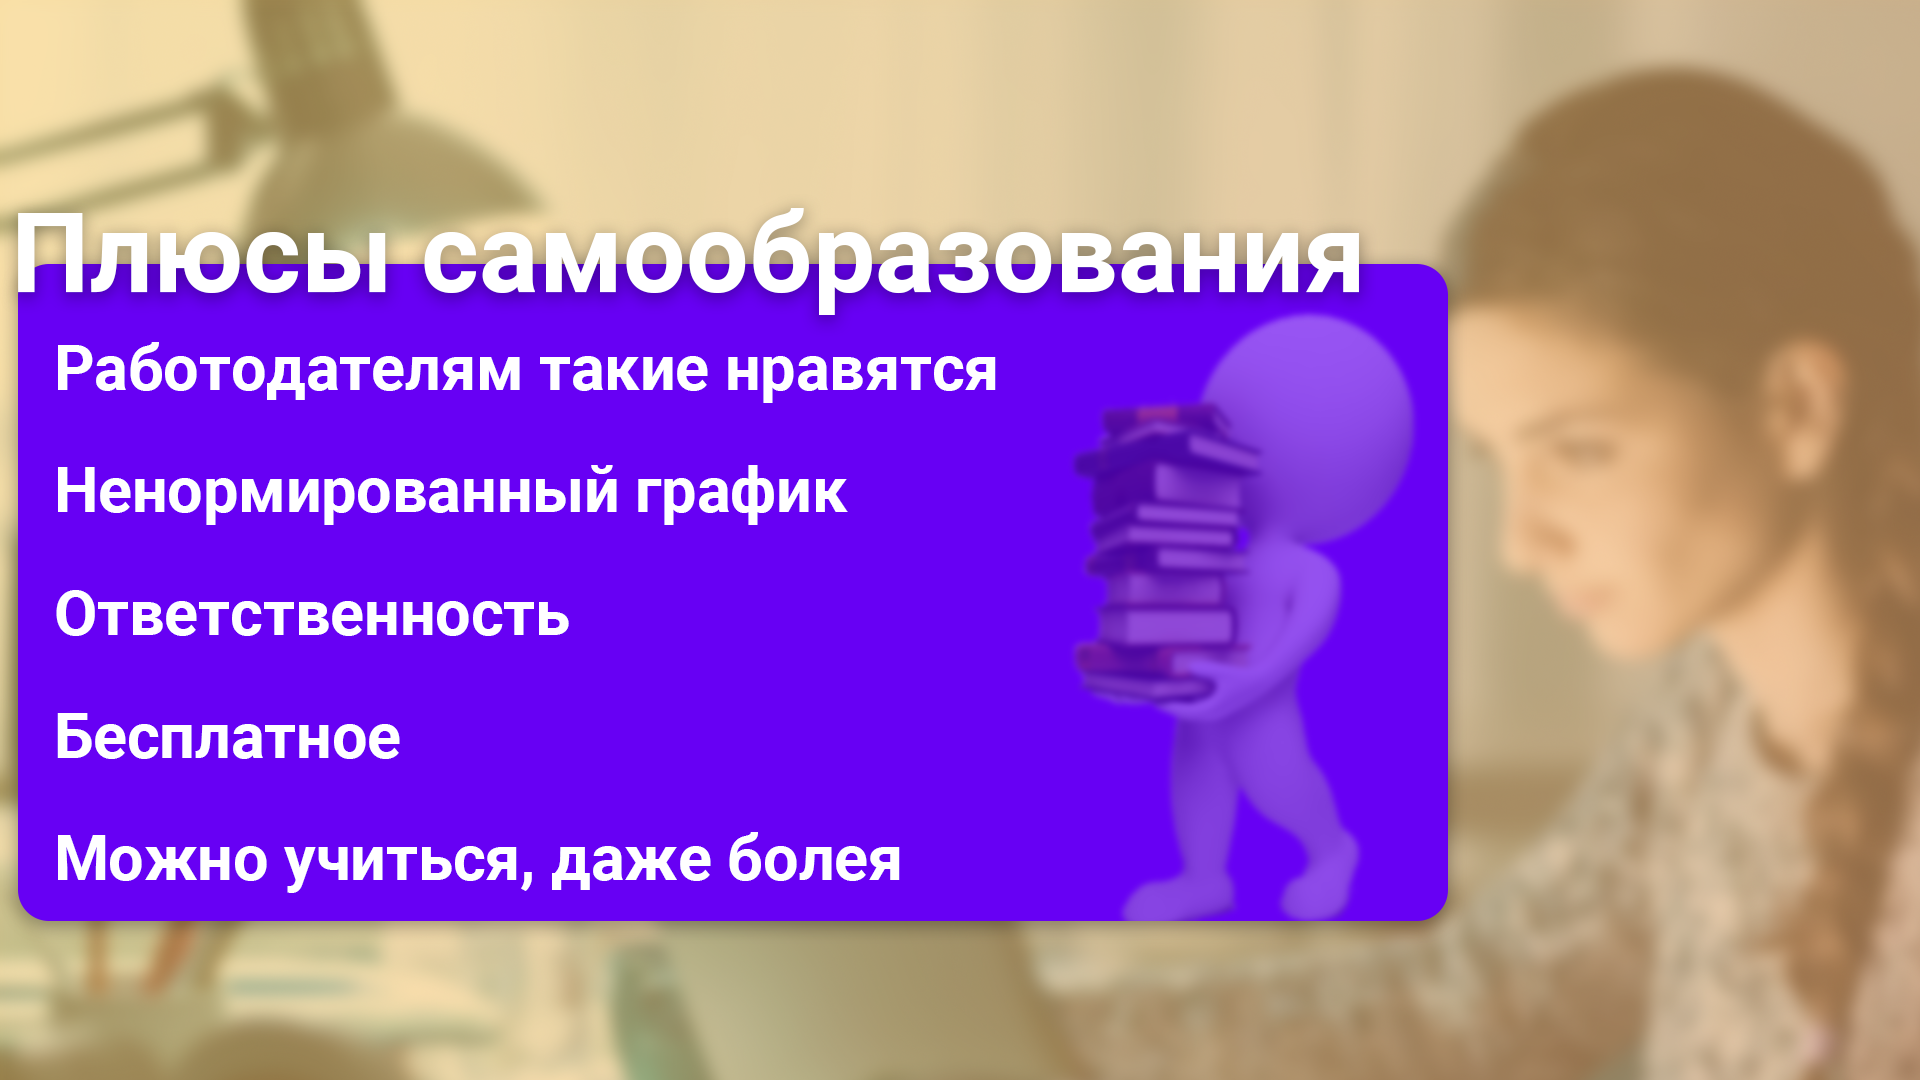 Плюсы самообразования
Работодателям такие нравятся
Ненормированный график
Ответственность
Бесплатное
Можно учиться, даже болея